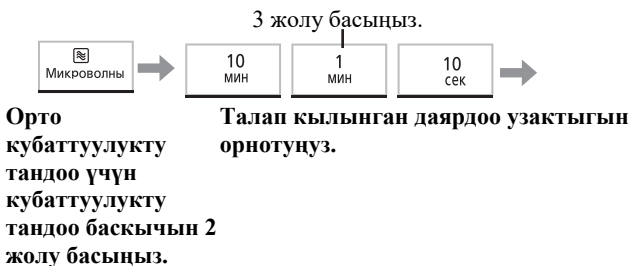 3 жолу басыңыз.
Микроволны
10
мин
1
мин
10
сек
Орто
кубаттуулукту
тандоо үчүн
кубаттуулукту
тандоо баскычын 2
жолу басыңыз.
Талап кылынган даярдоо узактыгын
орнотуңуз.